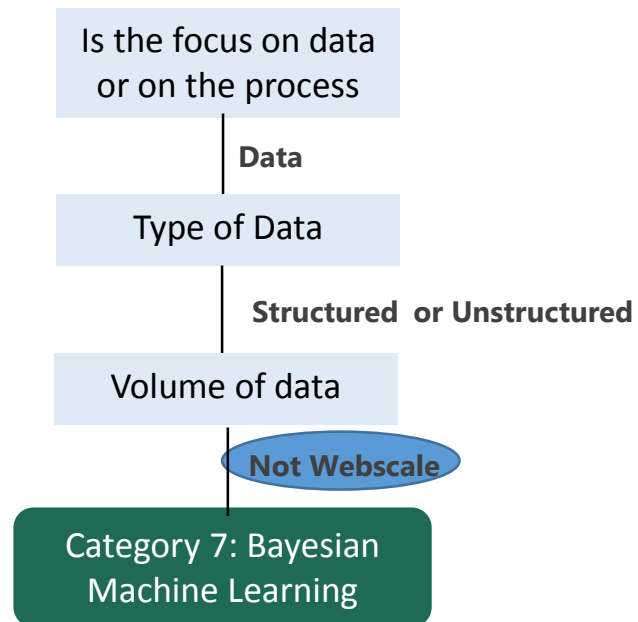 Is the focus on data
or on the process
Data
Type of Data
Structured or Unstructured
Volume of data
Not Webscale
Category 7: Bayesian
Machine Learning